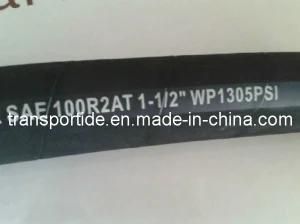 SAE 100R2AT 1-1/2" WP1305PSI
transportide.en.made-in-china.com